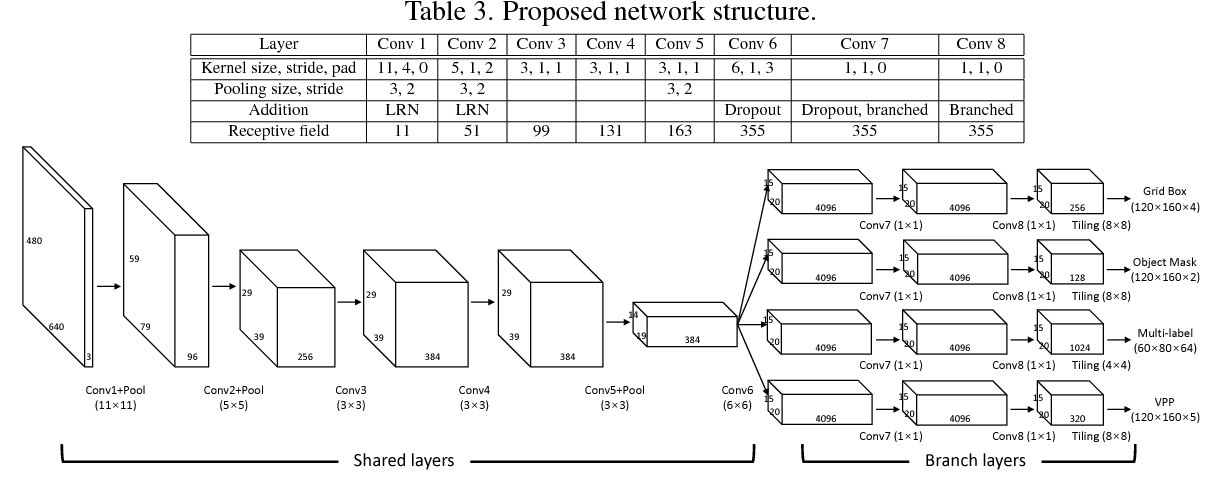 Table 3. Proposed network structure.
Layer Conv 1 Conv 2 Conv 3 Conv 4 Conv 5 Conv 6 Conv 7 Conv 8
Kernel size, stride, pad 11, 4, 0 5, 1, 2 3, 1, 1 3, 1, 1 3, 1, 1 6, 1, 3 1, 1, 0 1, 1, 0
Pooling size, stride 3, 2 3, 2 3, 2
Addition LRN LRN Dropout Dropout, branched Branched
Receptive field 11 51 99 131 163 355 355 355
480
640
3
Conv1+Pool
(11×11)
59
79
96
Conv2+Pool
(5×5)
29
39
256
Conv3
(3×3)
29
39
384
Conv4
(3×3)
29
39
384
Conv5+Pool
(3×3)
14
19
384
Conv6
(6×6)
15
20
4096
Conv7 (1×1)
15
20
4096
Conv8 (1×1)
15
20
256
Tiling (8×8)
Grid Box
(120×160×4)
15
20
4096
Conv7 (1×1)
15
20
4096
Conv8 (1×1)
15
20
128
Tiling (8×8)
Object Mask
(120×160×2)
15
20
4096
Conv7 (1×1)
15
20
4096
Conv8 (1×1)
15
20
1024
Tiling (4×4)
Multi-label
(60×80×64)
15
20
4096
Conv7 (1×1)
15
20
4096
Conv8 (1×1)
15
20
320
Tiling (8×8)
VPP
(120×160×5)
Shared layers
Branch layers